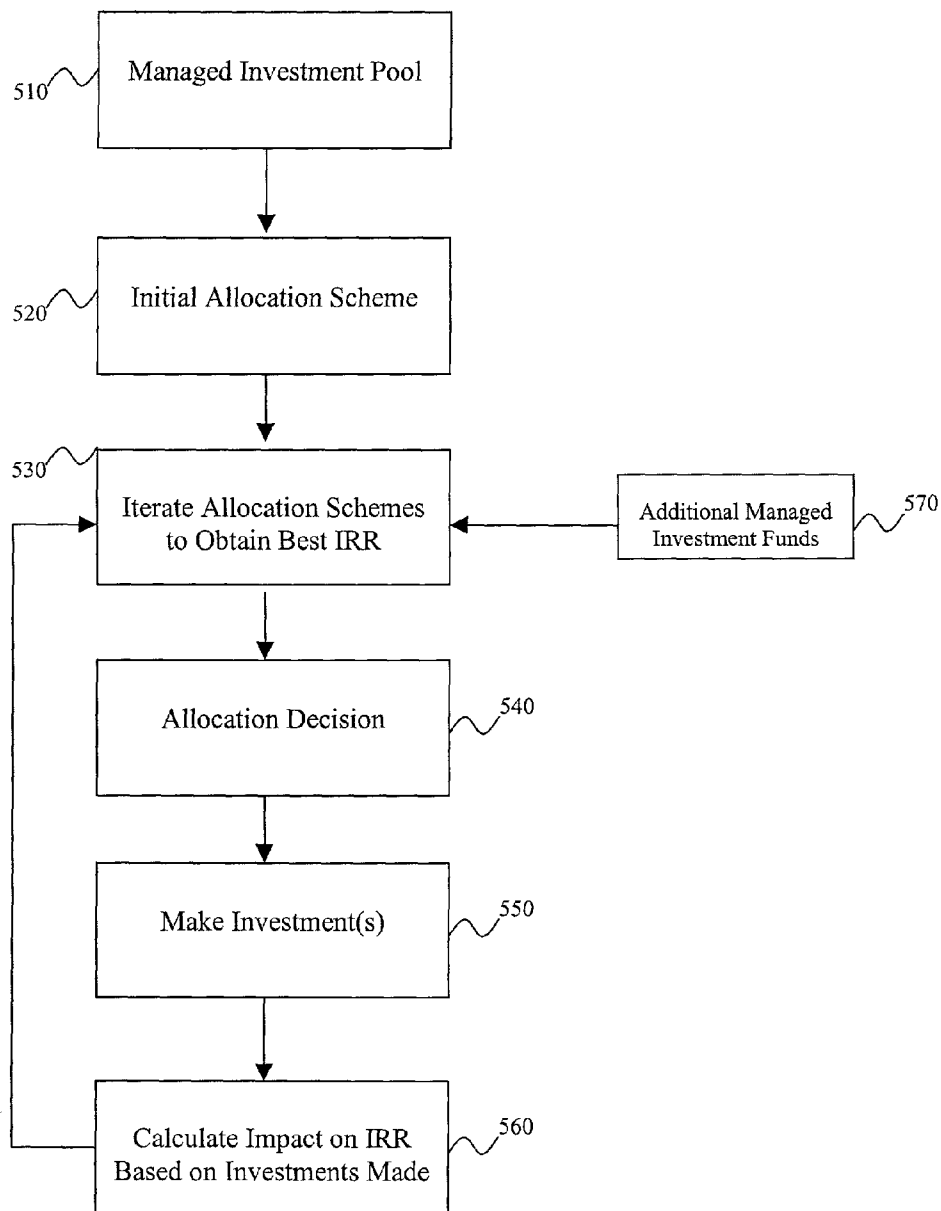 Managed Investment Pool
510
Initial Allocation Scheme
520
530
Iterate Allocation Schemes
to Obtain Best IRR
Additional Managed
Investment Funds
570
Allocation Decision
540
Make Investment(s)
550
Calculate Impact on IRR
Based on Investments Made
560